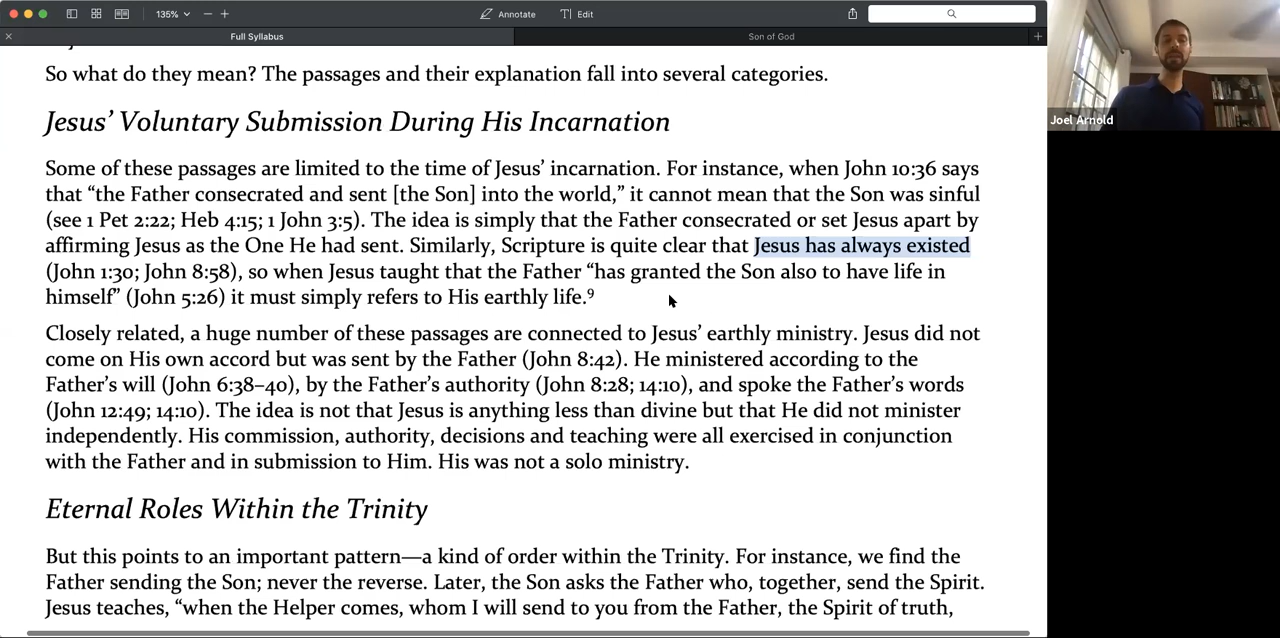 135%
Annotate
Edit
Full Syllabus
Son of God
So what do they mean? The passages and their explanation fall into several categories.
Jesus’ Voluntary Submission During His Incarnation
Some of these passages are limited to the time of Jesus’ incarnation. For instance, when John 10:36 says
that “the Father consecrated and sent [the Son] into the world,” it cannot mean that the Son was sinful
(see 1 Pet 2:22; Heb 4:15; 1 John 3:5). The idea is simply that the Father consecrated or set Jesus apart by
affirming Jesus as the One He had sent. Similarly, Scripture is quite clear that Jesus has always existed
(John 1:30; John 8:58), so when Jesus taught that the Father “has granted the Son also to have life in
himself” (John 5:26) it must simply refers to His earthly life.⁹
Closely related, a huge number of these passages are connected to Jesus’ earthly ministry. Jesus did not
come on His own accord but was sent by the Father (John 8:42). He ministered according to the
Father’s will (John 6:38–40), by the Father’s authority (John 8:28; 14:10), and spoke the Father’s words
(John 12:49; 14:10). The idea is not that Jesus is anything less than divine but that He did not minister
independently. His commission, authority, decisions and teaching were all exercised in conjunction
with the Father and in submission to Him. His was not a solo ministry.
Eternal Roles Within the Trinity
But this points to an important pattern—a kind of order within the Trinity. For instance, we find the
Father sending the Son; never the reverse. Later, the Son asks the Father who, together, send the Spirit.
Jesus teaches, “when the Helper comes, whom I will send to you from the Father, the Spirit of truth,
Joel Arnold